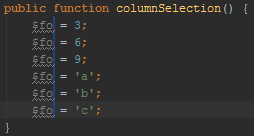 public function columnSelection() {
$fo = 3;
$fo = 6;
$fo = 9;
$fo = 'a';
$fo = 'b';
$fo = 'c';
}